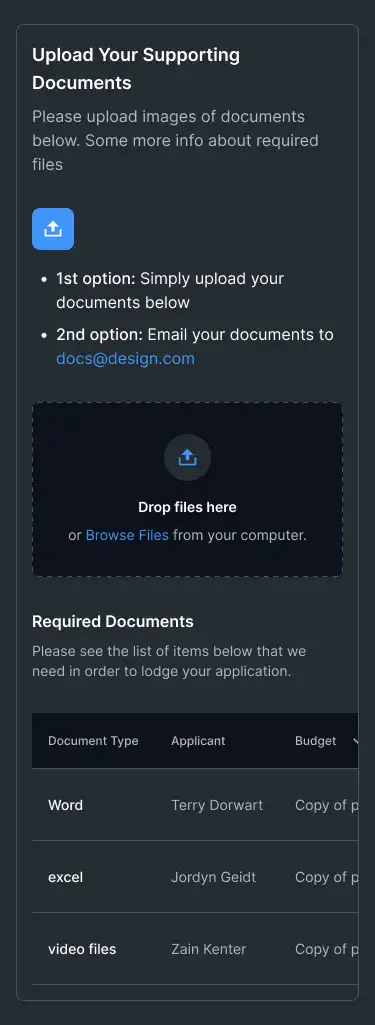 Upload Your Supporting
Documents
Please upload images of documents
below. Some more info about required
files
• 1st option: Simply upload your
documents below
• 2nd option: Email your documents to
docs@design.com
Drop files here
or Browse Files from your computer.
Required Documents
Please see the list of items below that we
need in order to lodge your application.
Document Type Applicant Budget
Word Terry Dorwart Copy of p
excel Jordyn Geidt Copy of p
video files Zain Kenter Copy of p